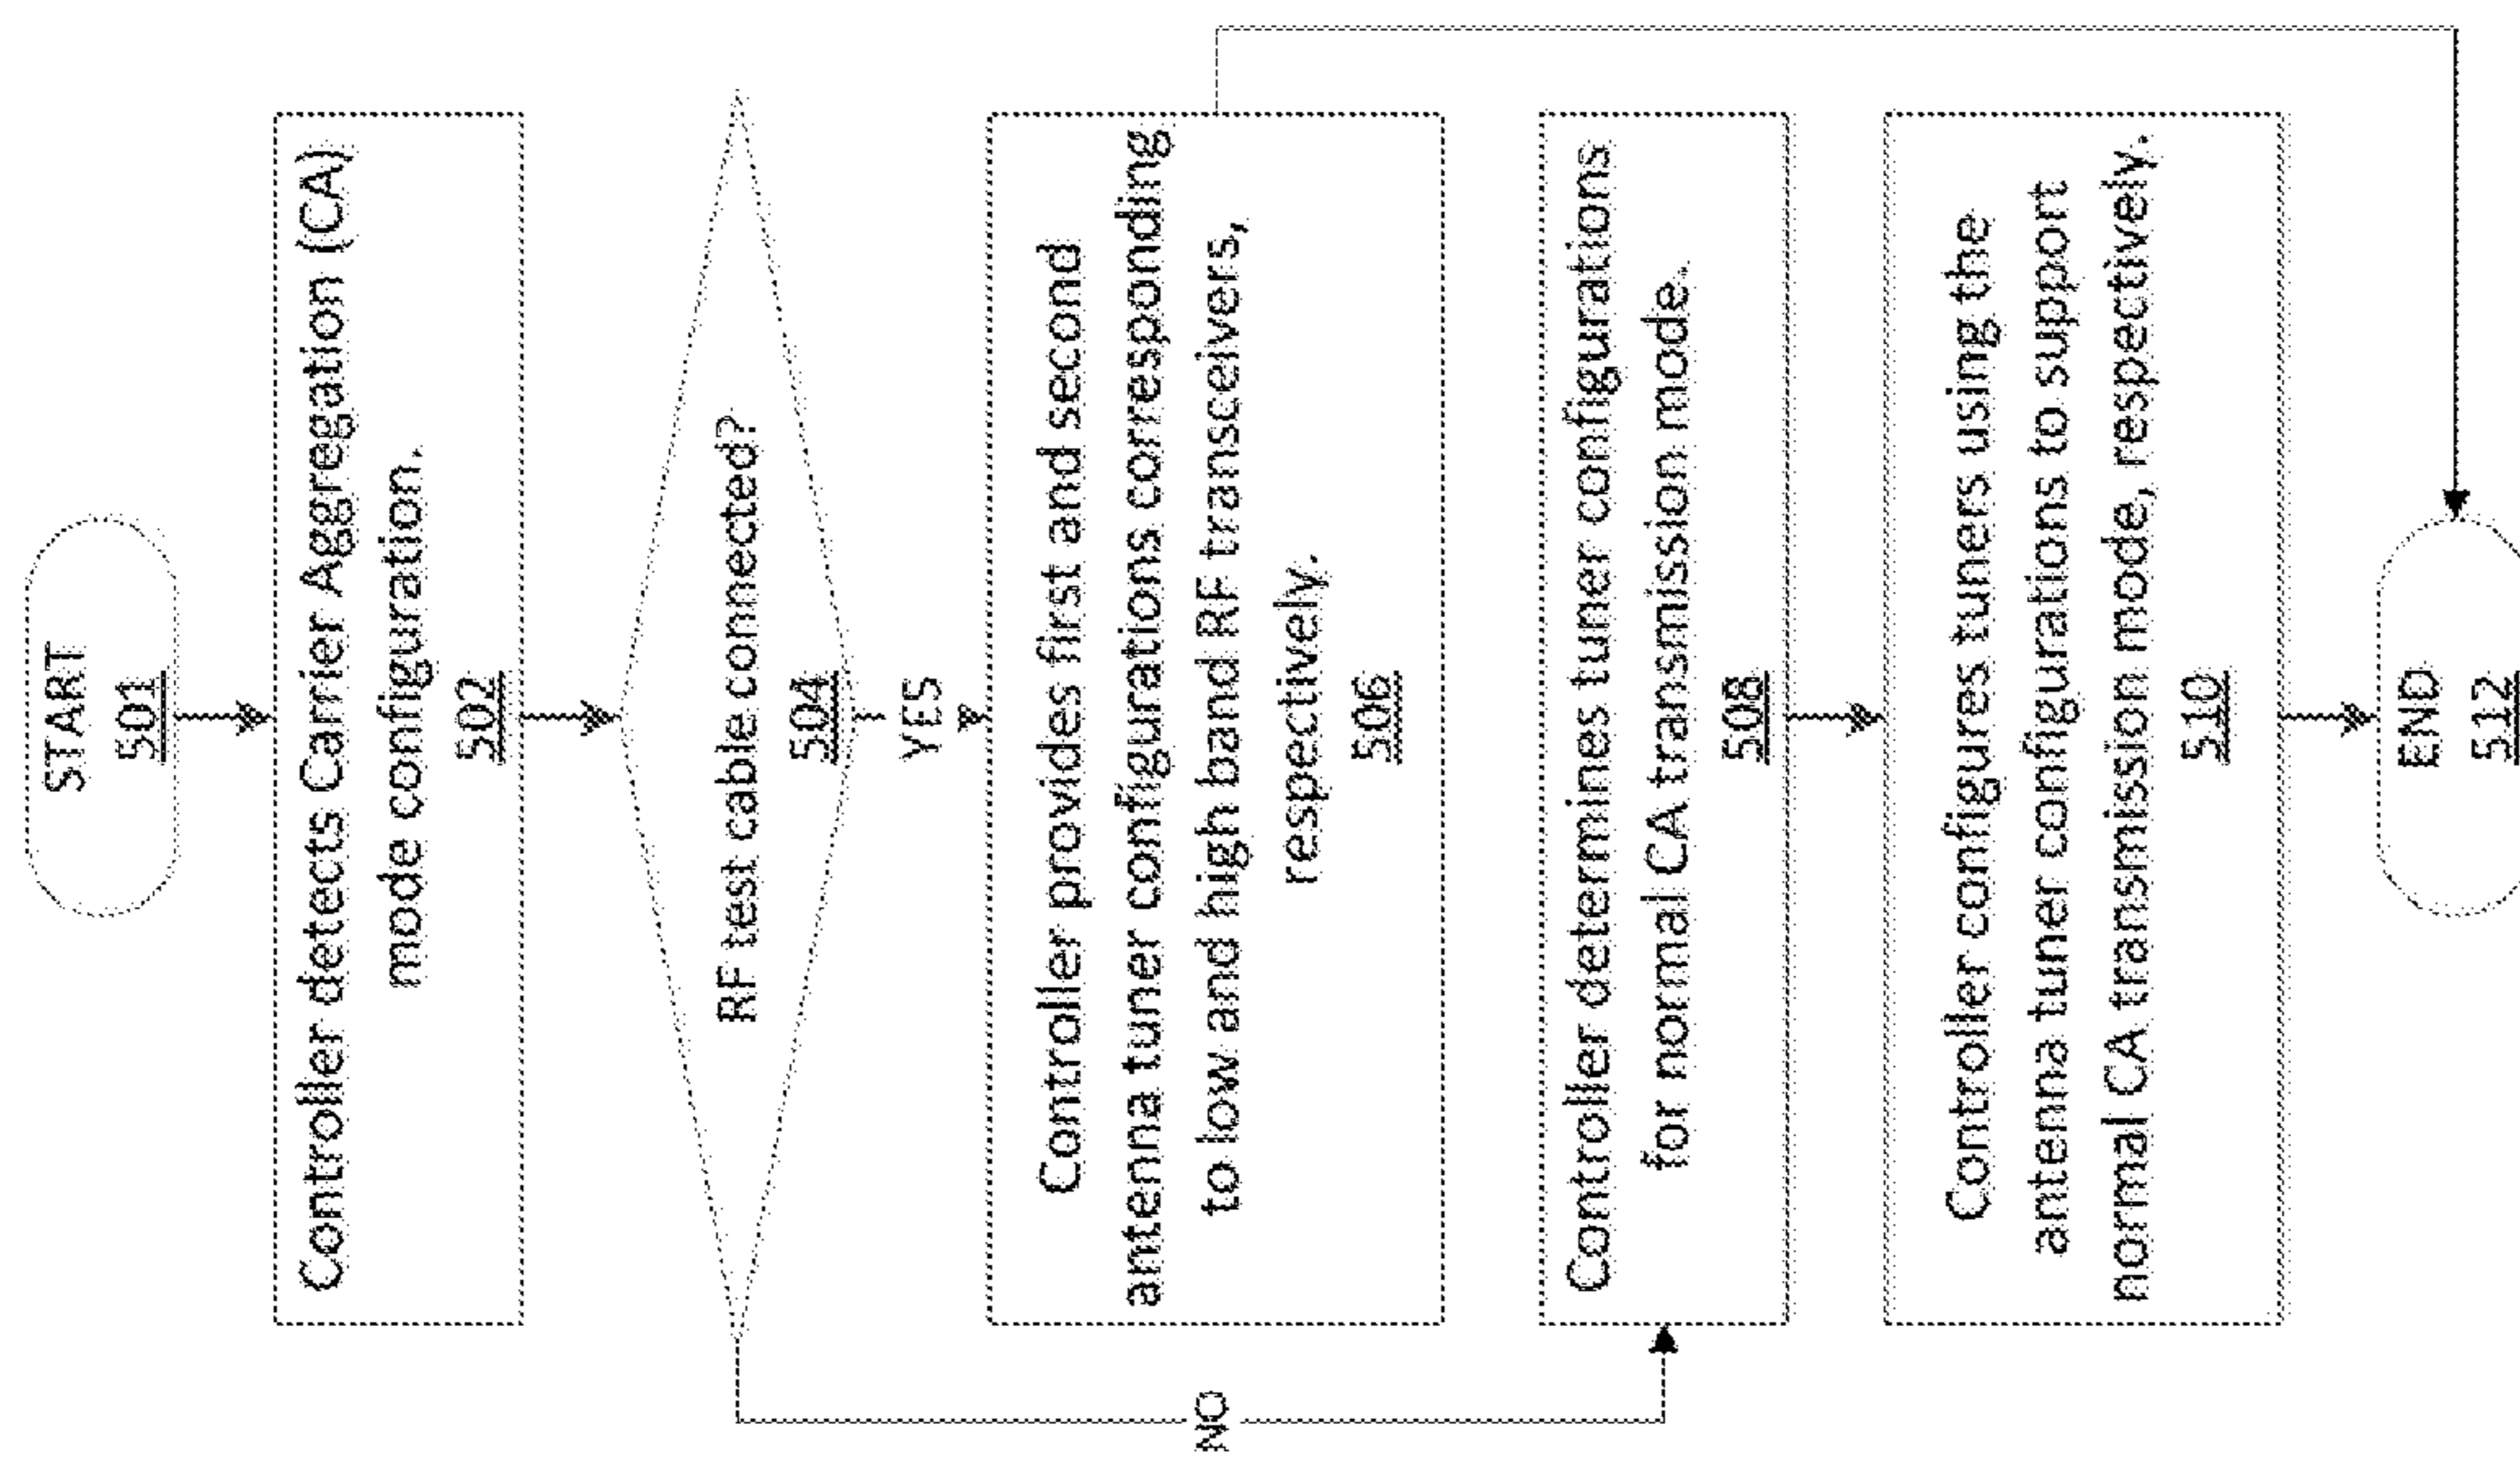 START
501
Controller detects Carrier Aggregation (CA)
mode configuration.
502
RF test cable connected?
504
YES
NO
Controller provides first and second
antenna tuner configurations corresponding
to low and high band RF transceivers,
respectively.
506
Controller determines tuner configurations
for normal CA transmission mode.
508
Controller configures tuners using the
antenna tuner configurations to support
normal CA transmission mode, respectively.
510
END
512